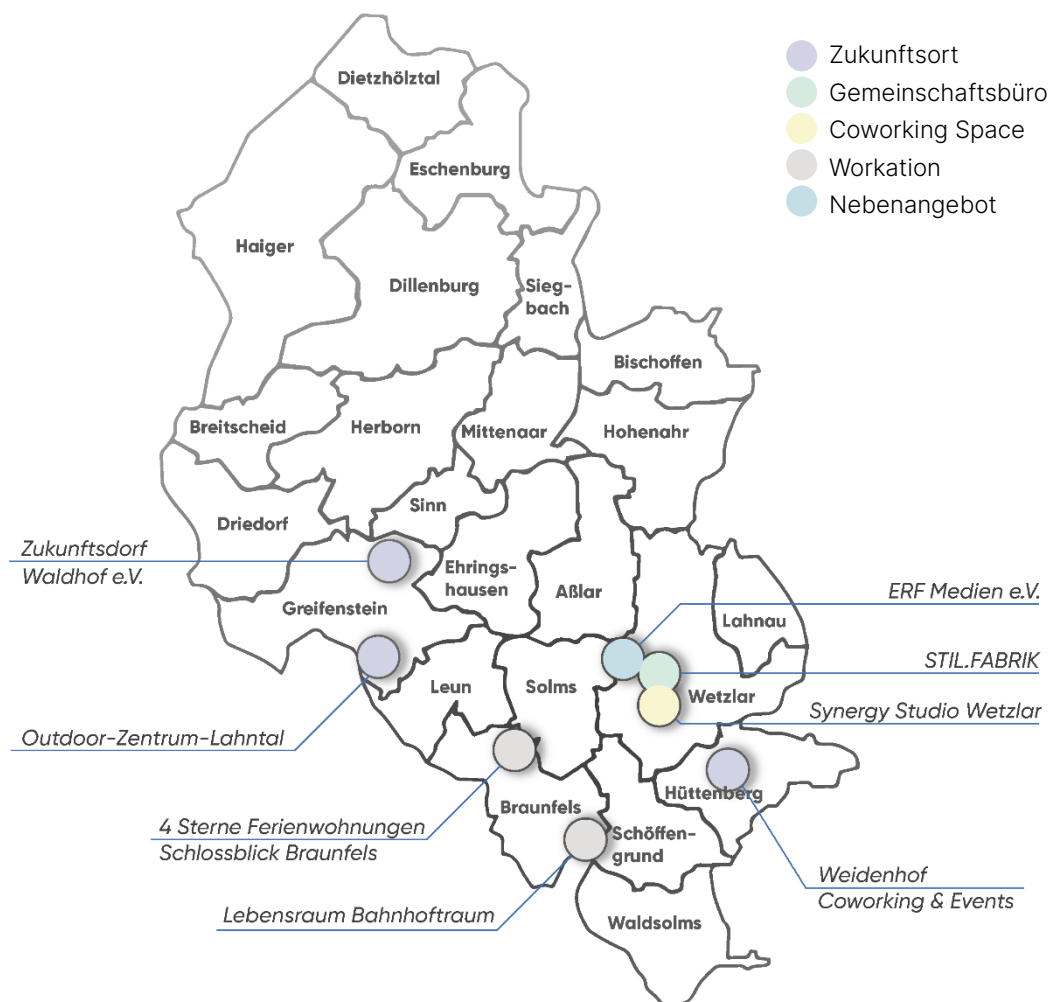 Zukunftsort
Gemeinschaftsbüro
Coworking Space
Workation
Nebenangebot
Dietzhölztal
Eschenburg
Haiger
Dillenburg
Sieg-
bach
Bischoffen
Breitscheid
Herborn
Mittenaar
Hohenahr
Sinn
Driedorf
Zukunftsdorf
Waldhof e.V.
Ehrings-
hausen
Aßlar
ERF Medien e.V.
Greifenstein
Lahnau
STIL.FABRIK
Leun
Solms
Wetzlar
Synergy Studio Wetzlar
Outdoor-Zentrum-Lahntal
Hüttenberg
Braunfels
4 Sterne Ferienwohnungen
Schlossblick Braunfels
Schöffen-
grund
Weidenhof
Coworking & Events
Lebensraum Bahnhoftraum
Waldsolms